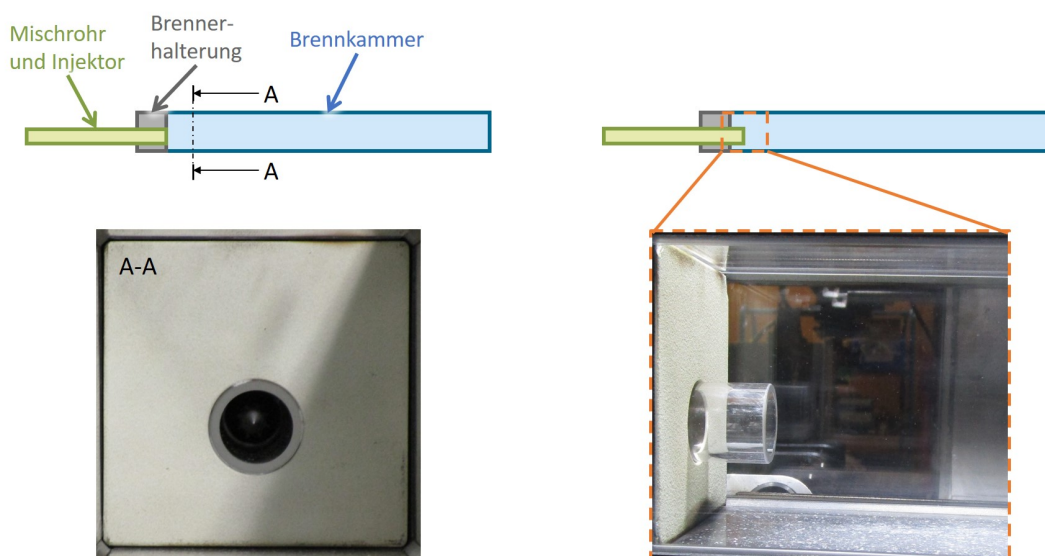 Mischrohr
und Injektor
Brenner-
halterung
Brennkammer
A
A
A-A